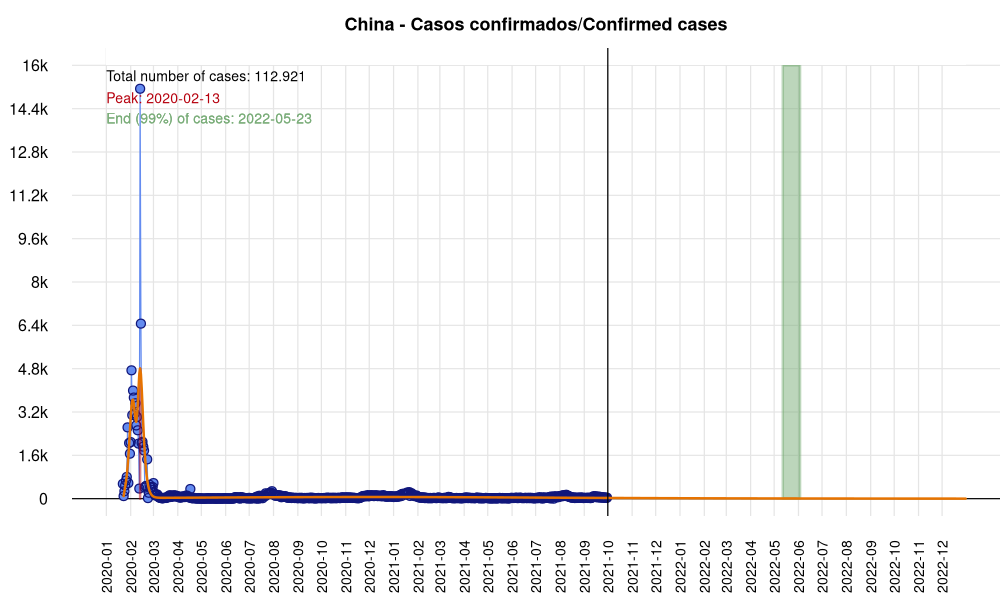 China - Casos confirmados/Confirmed cases
Total number of cases: 112.921
Peak: 2020-02-13
End (99%) of cases: 2022-05-23
16k
14.4k
12.8k
11.2k
9.6k
8k
6.4k
4.8k
3.2k
1.6k
0
2020-01
2020-02
2020-03
2020-04
2020-05
2020-06
2020-07
2020-08
2020-09
2020-10
2020-11
2020-12
2021-01
2021-02
2021-03
2021-04
2021-05
2021-06
2021-07
2021-08
2021-09
2021-10
2021-11
2021-12
2022-01
2022-02
2022-03
2022-04
2022-05
2022-06
2022-07
2022-08
2022-09
2022-10
2022-11
2022-12